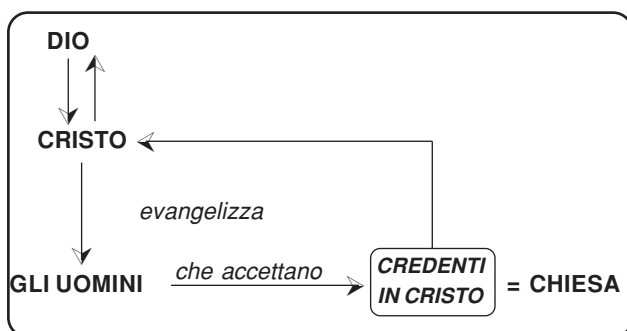 DIO
CRISTO
evangelizza
GLI UOMINI
che accettano
CREDENTI
IN CRISTO
= CHIESA